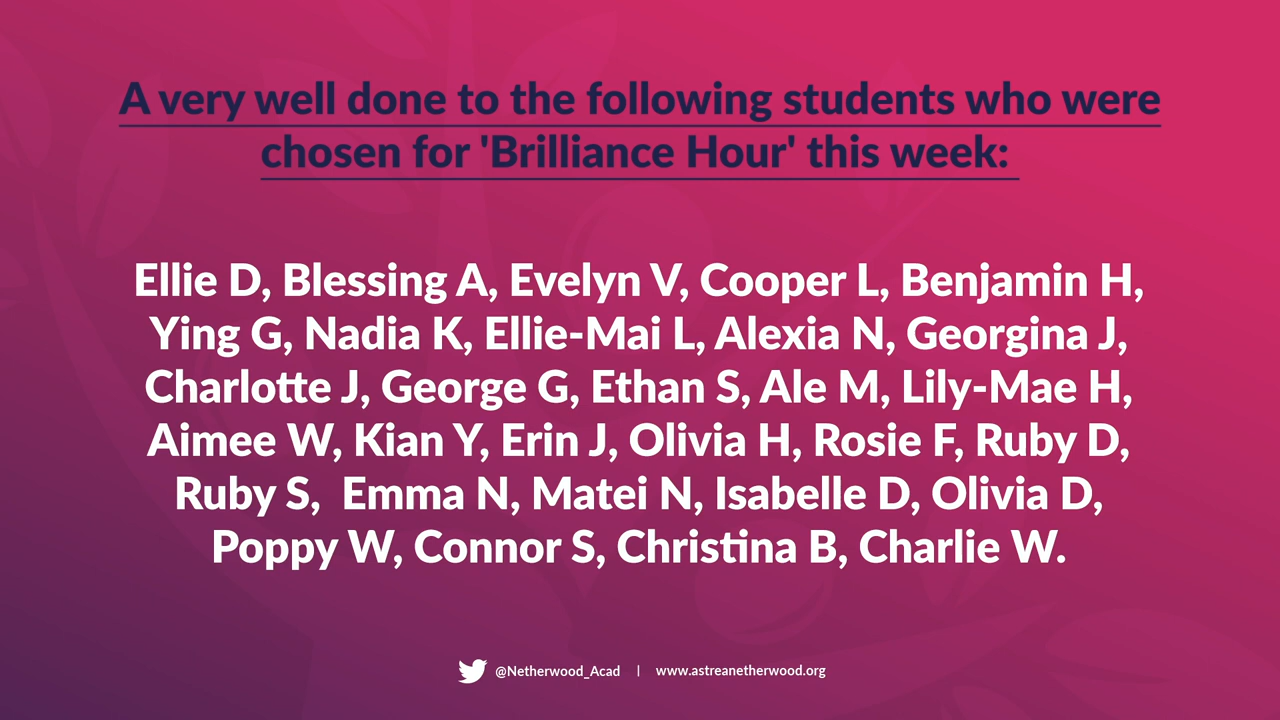 A very well done to the following students who were
chosen for 'Brilliance Hour' this week:
Ellie D, Blessing A, Evelyn V, Cooper L, Benjamin H,
Ying G, Nadia K, Ellie-Mai L, Alexia N, Georgina J,
Charlotte J, George G, Ethan S, Ale M, Lily-Mae H,
Aimee W, Kian Y, Erin J, Olivia H, Rosie F, Ruby D,
Ruby S,  Emma N, Matei N, Isabelle D, Olivia D,
Poppy W, Connor S, Christina B, Charlie W.
@Netherwood_Acad | www.astreanetherwood.org